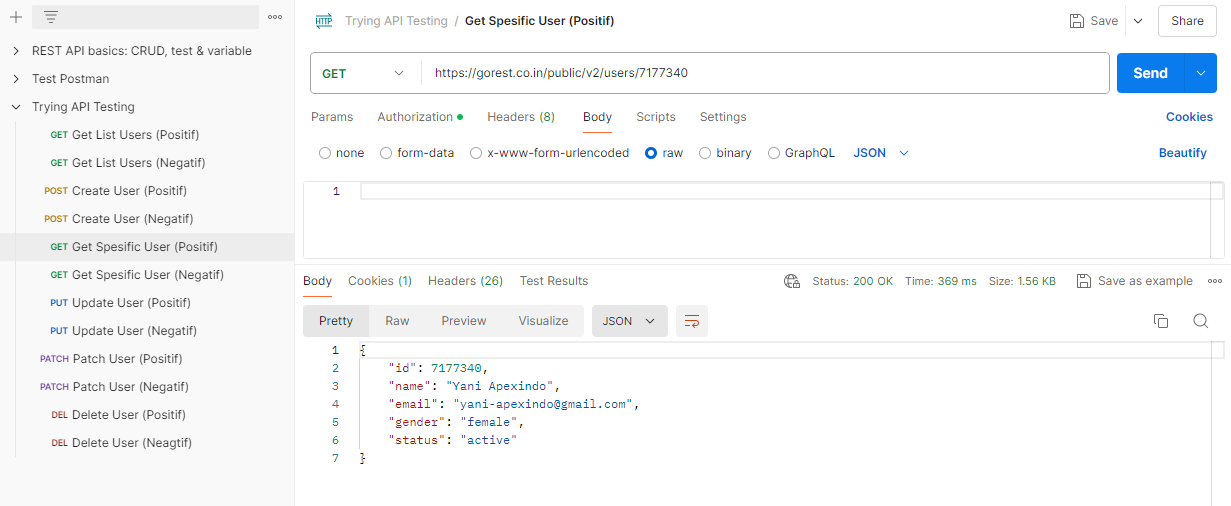 REST API basics: CRUD, test & variable
Test Postman
Trying API Testing
GET Get List Users (Positif)
GET Get List Users (Negatif)
POST Create User (Positif)
POST Create User (Negatif)
GET Get Spesific User (Positif)
GET Get Spesific User (Negatif)
PUT Update User (Positif)
PUT Update User (Negatif)
PATCH Patch User (Positif)
PATCH Patch User (Negatif)
DEL Delete User (Positif)
DEL Delete User (Neagtif)
HTTP Trying API Testing / Get Spesific User (Positif) Save Share
GET https://gorest.co.in/public/v2/users/7177340 Send
Params Authorization Headers (8) Body Scripts Settings Cookies
none form-data x-www-form-urlencoded raw binary GraphQL JSON Beautify
1
Body Cookies (1) Headers (26) Test Results Status: 200 OK Time: 369 ms Size: 1.56 KB Save as example
Pretty Raw Preview Visualize JSON
1 {
2 "id": 7177340,
3 "name": "Yani Apexindo",
4 "email": "yani-apexindo@gmail.com",
5 "gender": "female",
6 "status": "active"
7 }